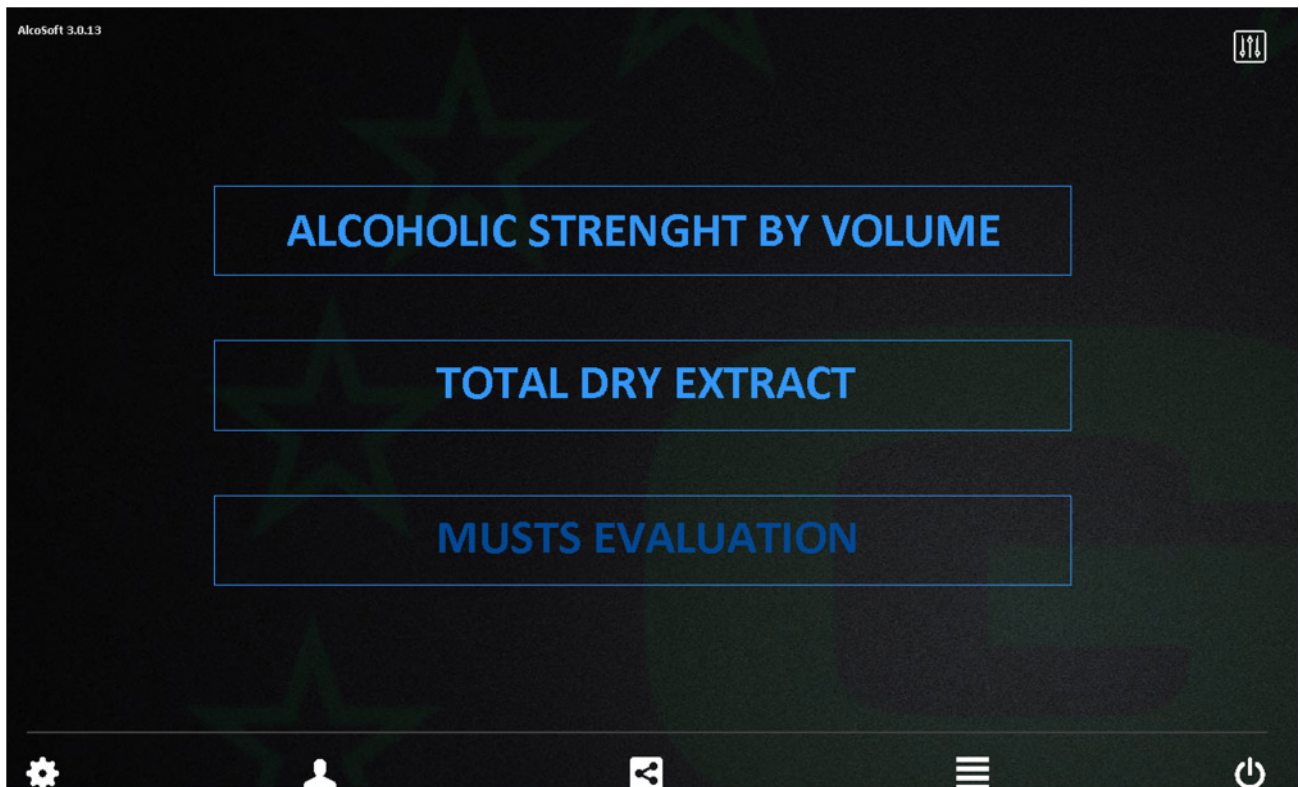 AlcoSoft 3.0.13
ALCOHOLIC STRENGHT BY VOLUME
TOTAL DRY EXTRACT
MUSTS EVALUATION